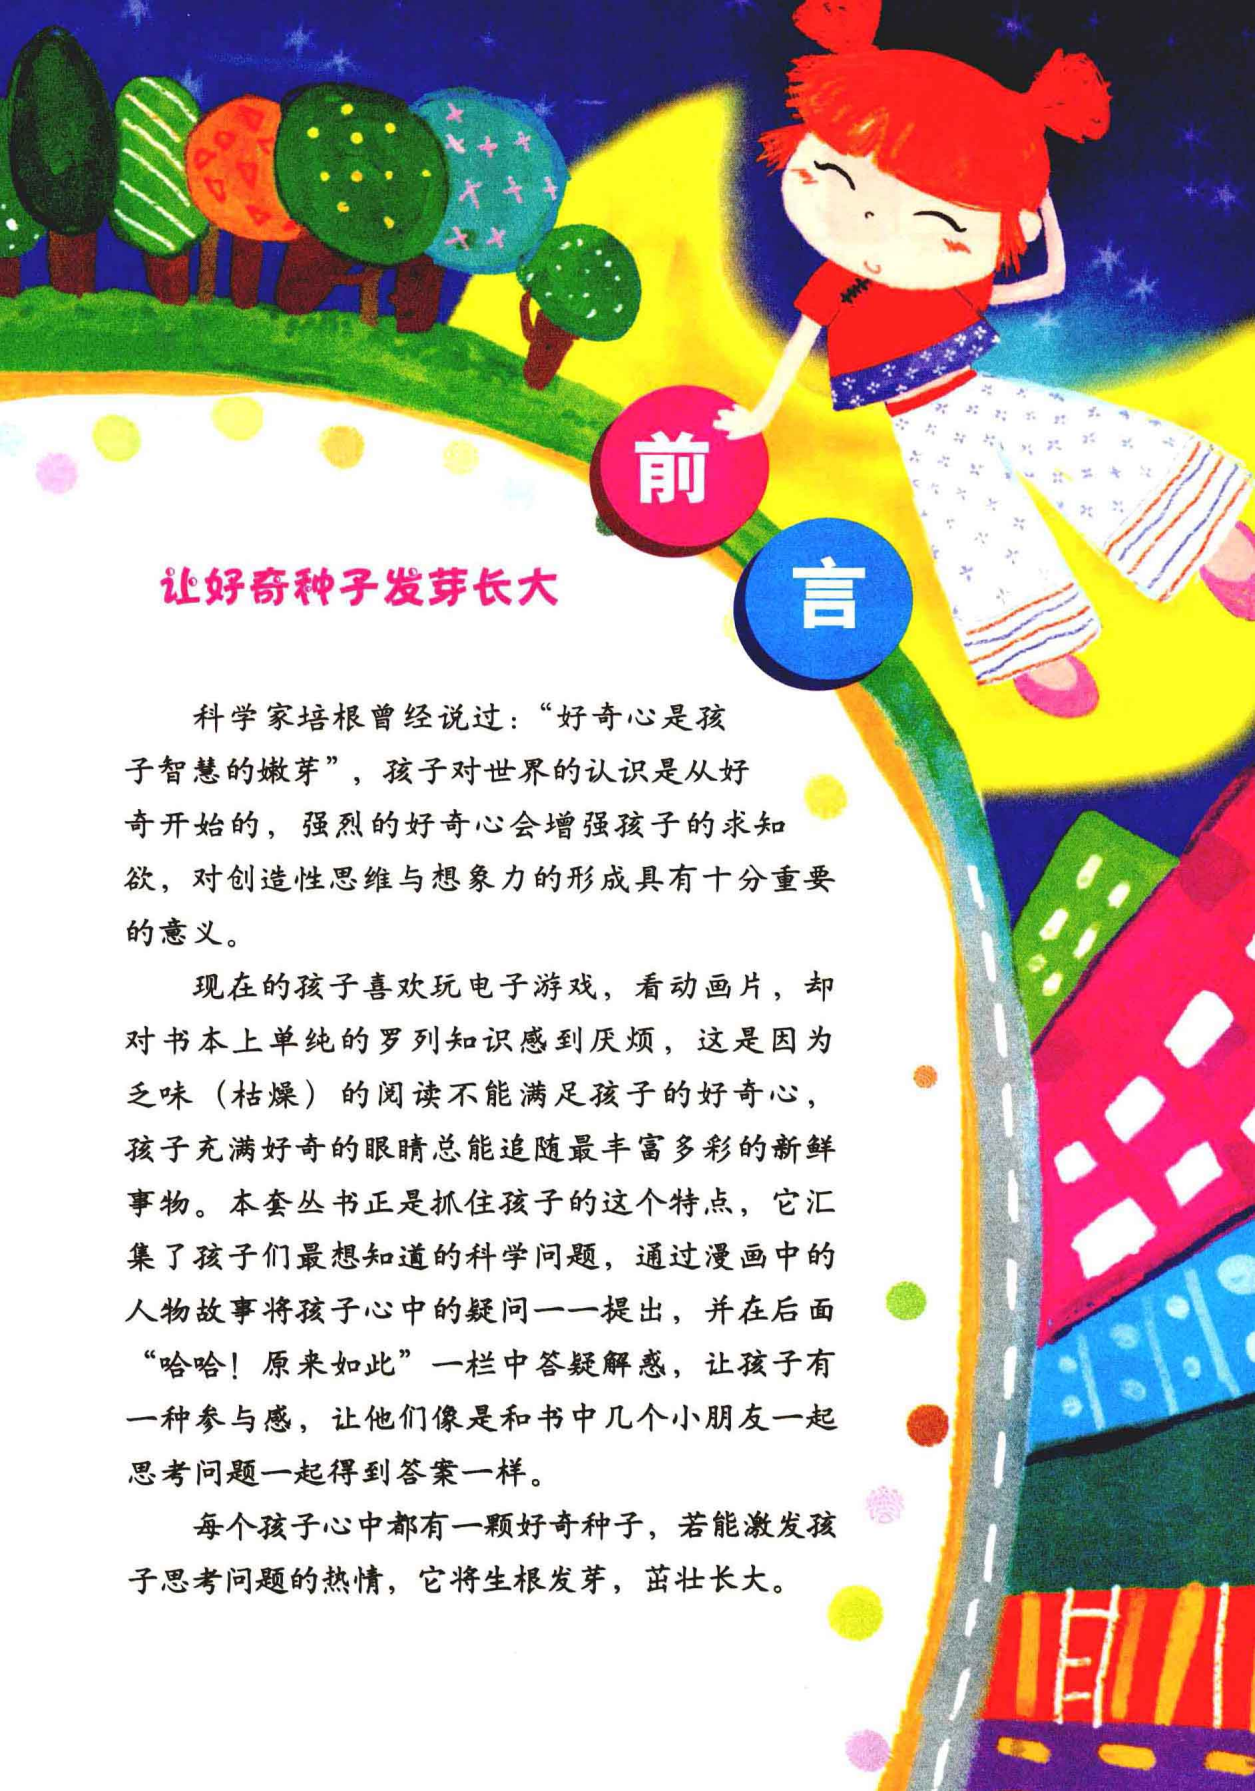 前言
让好奇种子发芽长大
科学家培根曾经说过：“好奇心是孩
子智慧的嫩芽”，孩子对世界的认识是从好
奇开始的，强烈的好奇心会增强孩子的求知
欲，对创造性思维与想象力的形成具有十分重要
的意义。
现在的孩子喜欢玩电子游戏，看动画片，却
对书本上单纯的罗列知识感到厌烦，这是因为
乏味（枯燥）的阅读不能满足孩子的好奇心，
孩子充满好奇的眼睛总能追随最丰富多彩的新鲜
事物。本套丛书正是抓住孩子的这个特点，它汇
集了孩子们最想知道的科学问题，通过漫画中的
人物故事将孩子心中的疑问一一提出，并在后面
“哈哈！原来如此”一栏中答疑解惑，让孩子有
一种参与感，让他们像是和书中几个小朋友一起
思考问题一起得到答案一样。
每个孩子心中都有一颗好奇种子，若能激发孩
子思考问题的热情，它将生根发芽，茁壮长大。